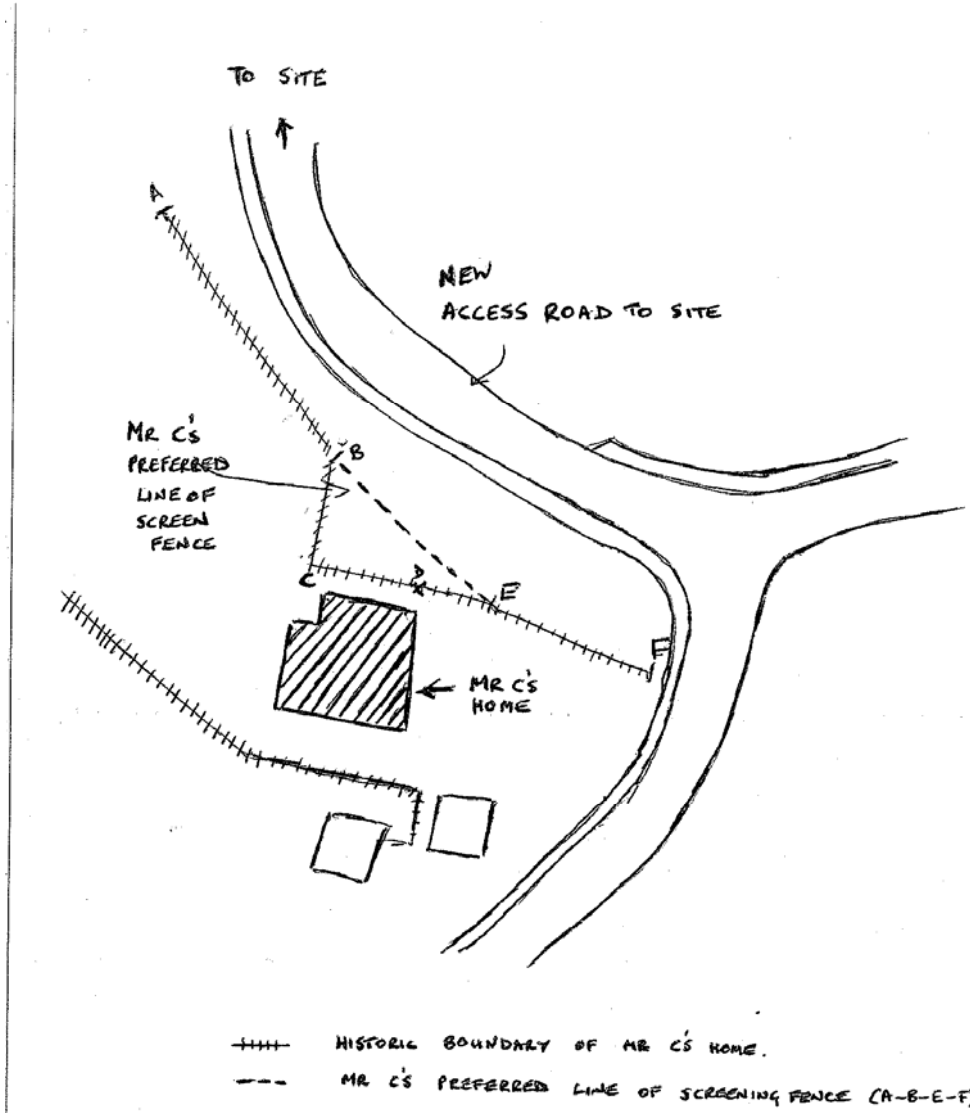 TO SITE
A
NEW
ACCESS ROAD TO SITE
MR C'S
PREFERRED
LINE OF
SCREEN
FENCE
B
C
D
E
MR C'S
HOME
HISTORIC BOUNDARY OF MR C'S HOME.
MR C'S PREFERRED LINE OF SCREENING FENCE (A-B-E-F)